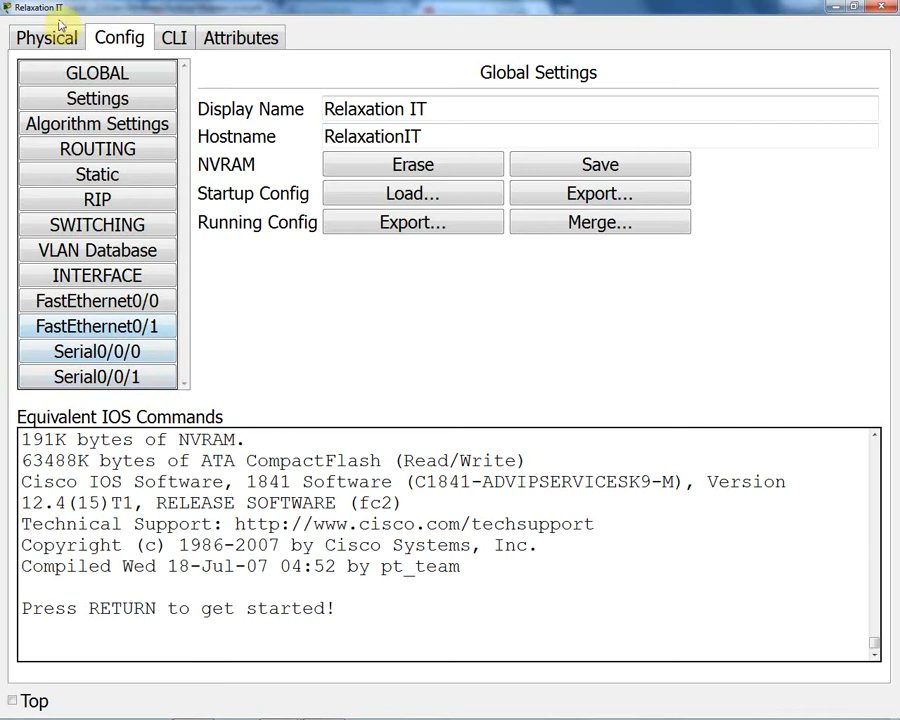 Relaxation IT
Physical Config CLI Attributes
GLOBAL
Settings
Algorithm Settings
ROUTING
Static
RIP
SWITCHING
VLAN Database
INTERFACE
FastEthernet0/0
FastEthernet0/1
Serial0/0/0
Serial0/0/1
Global Settings
Display Name Relaxation IT
Hostname RelaxationIT
NVRAM Erase Save
Startup Config Load... Export...
Running Config Export... Merge...
Equivalent IOS Commands
191K bytes of NVRAM.
63488K bytes of ATA CompactFlash (Read/Write)
Cisco IOS Software, 1841 Software (C1841-ADVIPSERVICESK9-M), Version
12.4(15)T1, RELEASE SOFTWARE (fc2)
Technical Support: http://www.cisco.com/techsupport
Copyright (c) 1986-2007 by Cisco Systems, Inc.
Compiled Wed 18-Jul-07 04:52 by pt_team
Press RETURN to get started!
Top